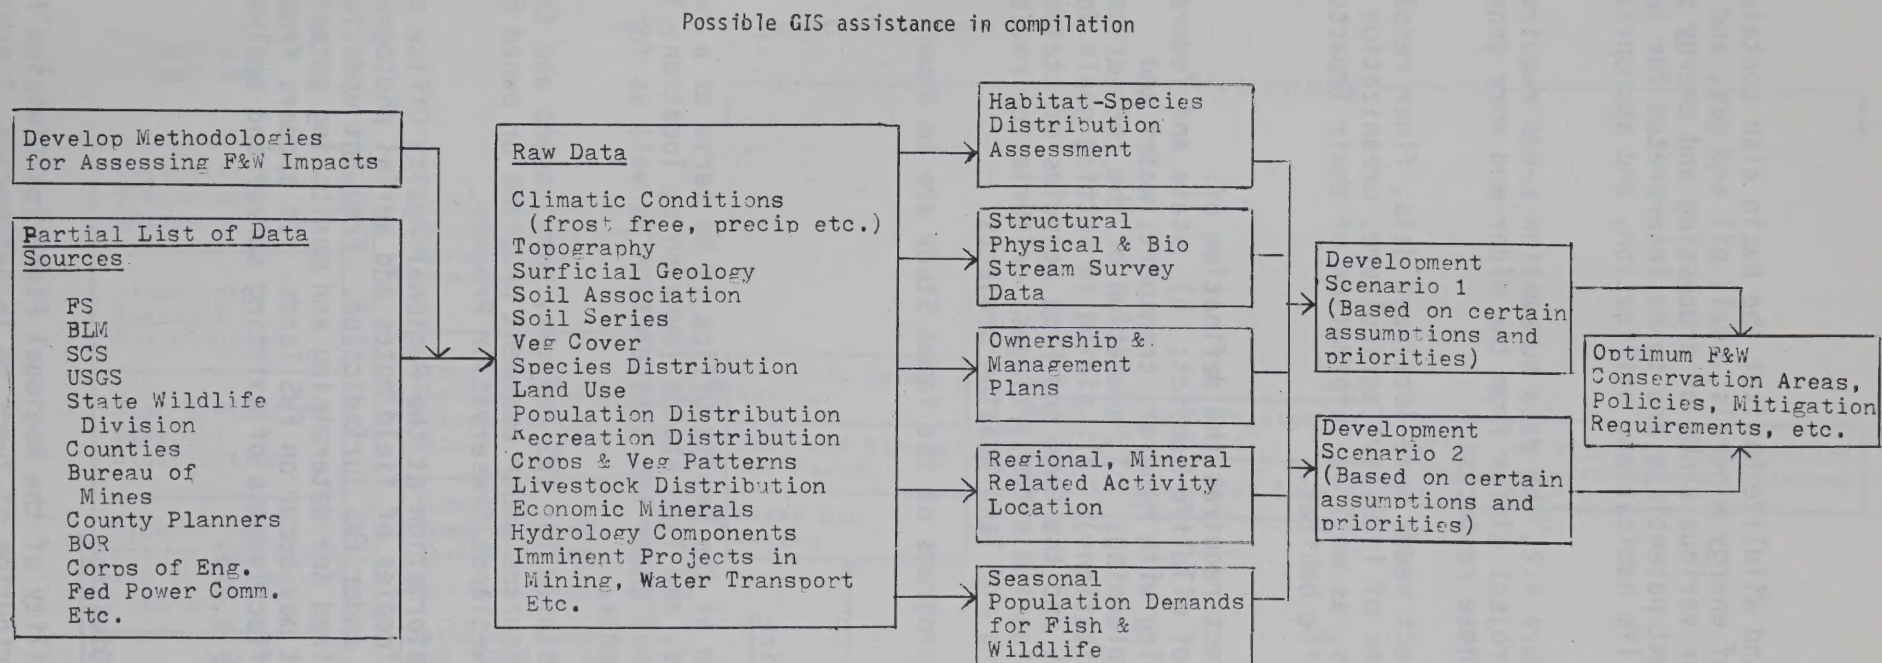 Possible GIS assistance in compilation
Develop Methodologies
for Assessing F&W Impacts
Partial List of Data
Sources
FS
BLM
SCS
USGS
State Wildlife
Division
Counties
Bureau of
Mines
County Planners
BOR
Corps of Eng.
Fed Power Comm.
Etc.
Raw Data
Climatic Conditions
(frost free, precip etc.)
Topography
Surficial Geology
Soil Association
Soil Series
Veg Cover
Species Distribution
Land Use
Population Distribution
Recreation Distribution
Crops & Veg Patterns
Livestock Distribution
Economic Minerals
Hydrology Components
Imminent Projects in
Mining, Water Transport
Etc.
Habitat-Species
Distribution
Assessment
Structural
Physical & Bio
Stream Survey
Data
Ownership &
Management
Plans
Regional, Mineral
Related Activity
Location
Seasonal
Population Demands
for Fish &
Wildlife
Development
Scenario 1
(Based on certain
assumptions and
priorities)
Development
Scenario 2
(Based on certain
assumptions and
priorities)
Optimum F&W
Conservation Areas,
Policies, Mitigation
Requirements, etc.